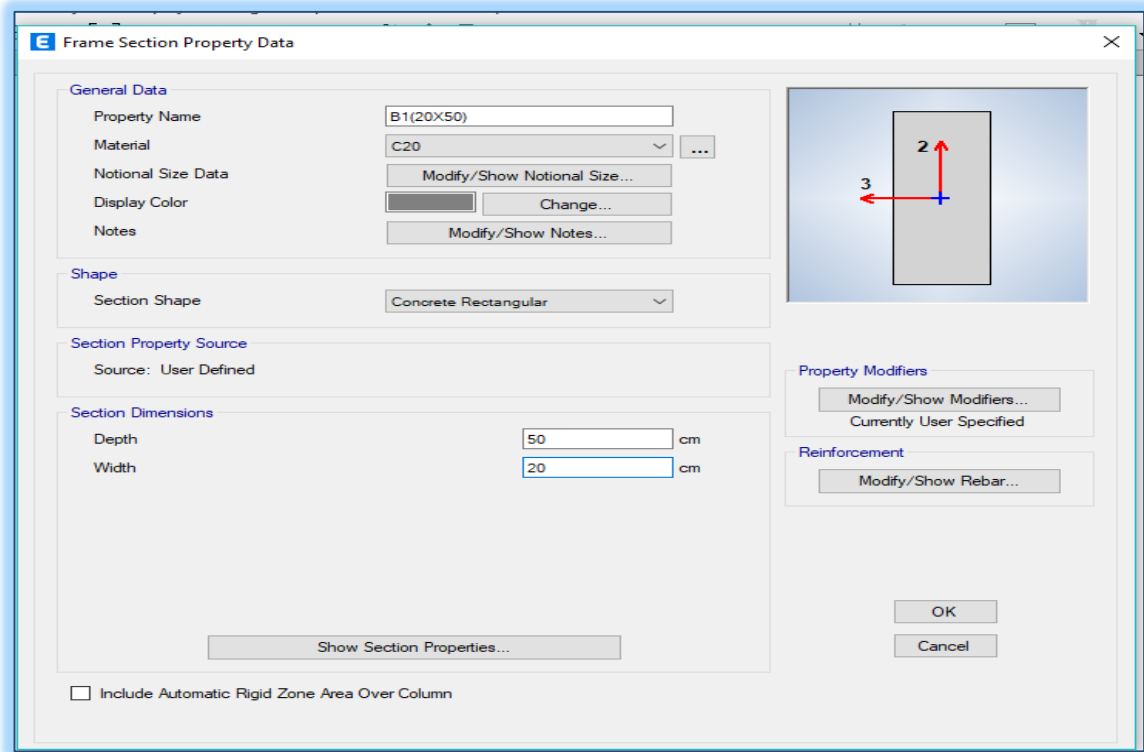 E Frame Section Property Data
General Data
Property Name B1(20X50)
Material C20 ...
Notional Size Data Modify/Show Notional Size...
Display Color Change...
Notes Modify/Show Notes...
2
3
Shape
Section Shape Concrete Rectangular
Section Property Source
Source: User Defined
Property Modifiers
Modify/Show Modifiers...
Currently User Specified
Section Dimensions
Depth 50 cm
Width 20 cm
Reinforcement
Modify/Show Rebar...
OK
Show Section Properties...
Cancel
Include Automatic Rigid Zone Area Over Column